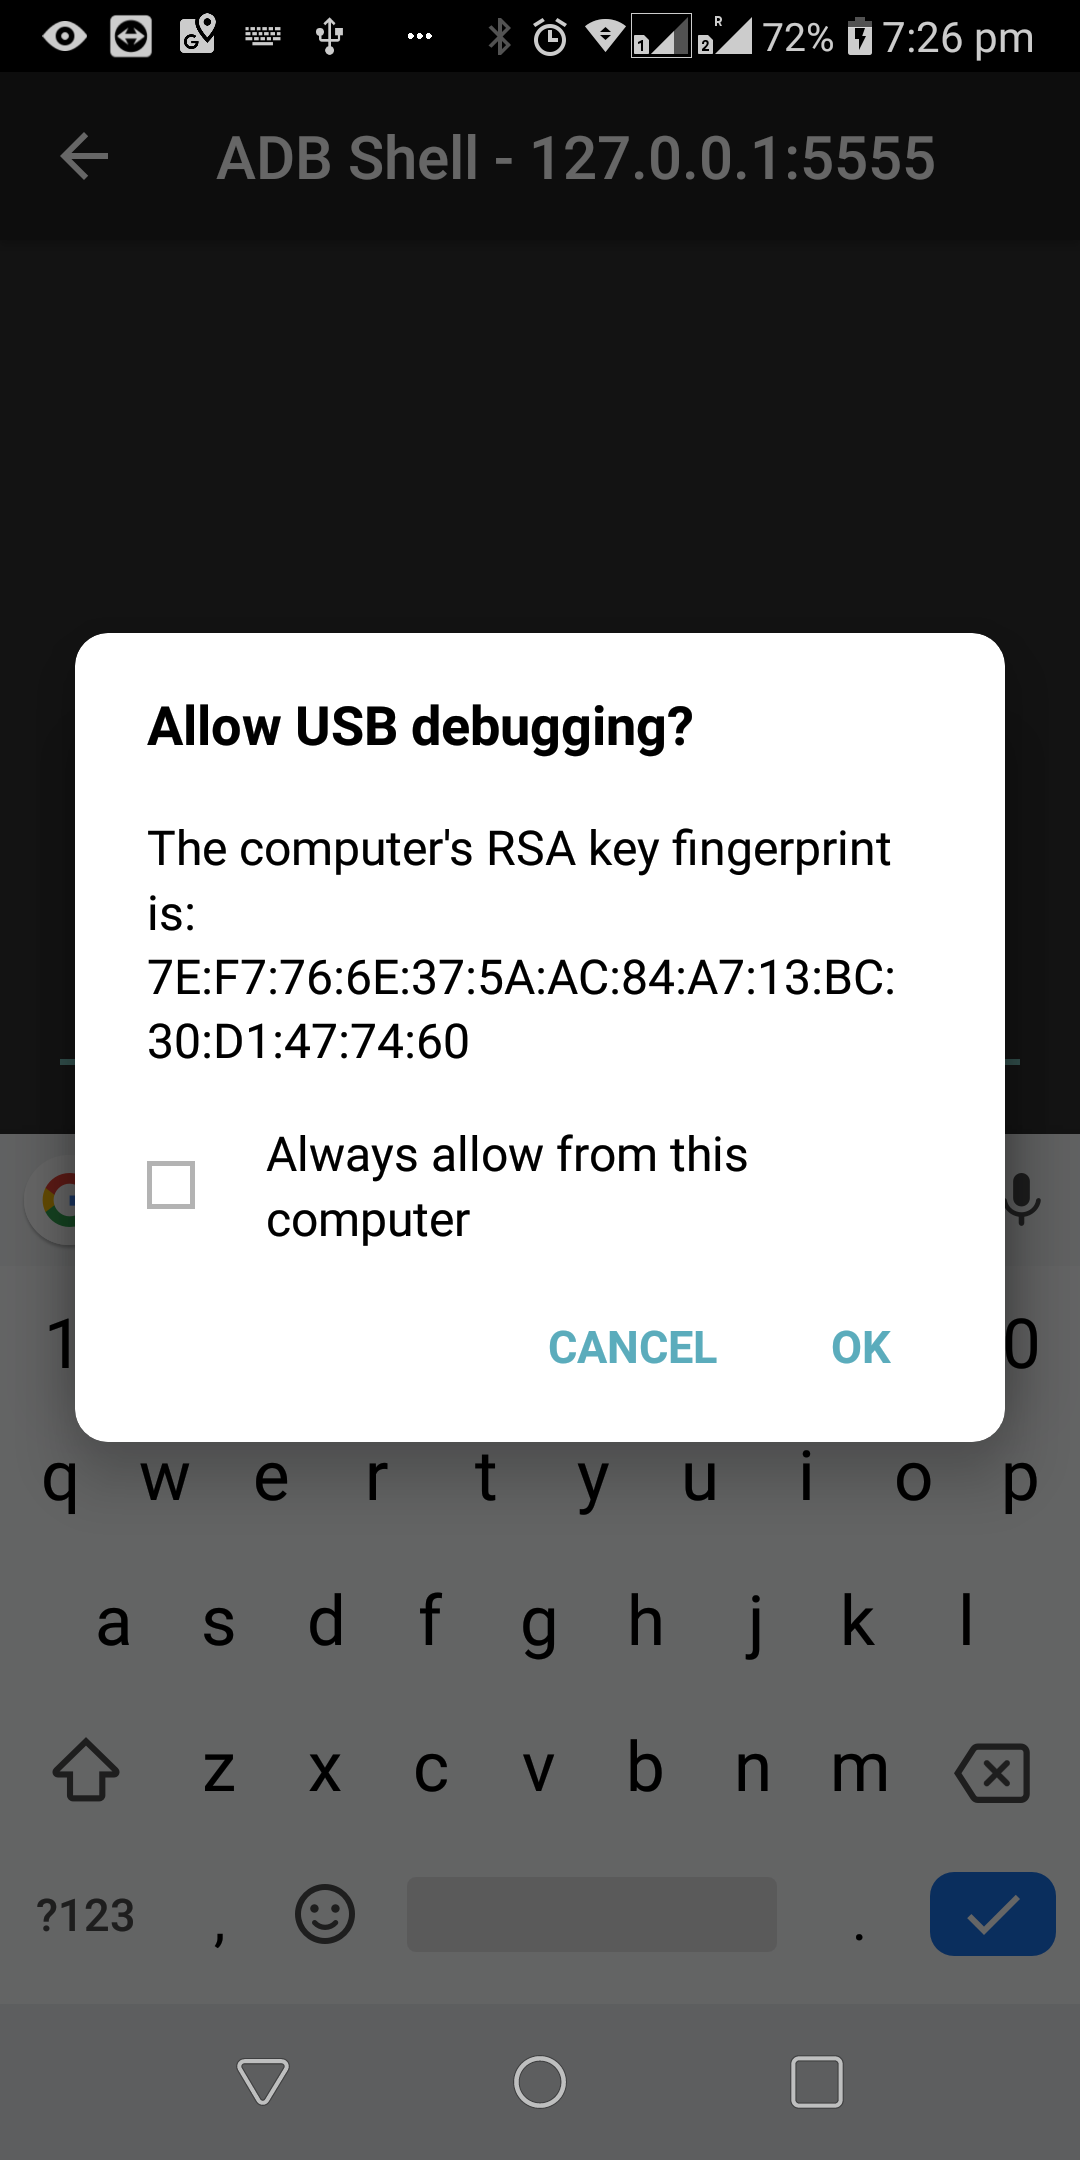 72% 7:26 pm
ADB Shell - 127.0.0.1:5555
Allow USB debugging?
The computer's RSA key fingerprint
is:
7E:F7:76:6E:37:5A:AC:84:A7:13:BC:
30:D1:47:74:60
Always allow from this
computer
CANCEL OK
1 0
q w e r t y u i o p
a s d f g h j k l
z x c v b n m
?123 , .